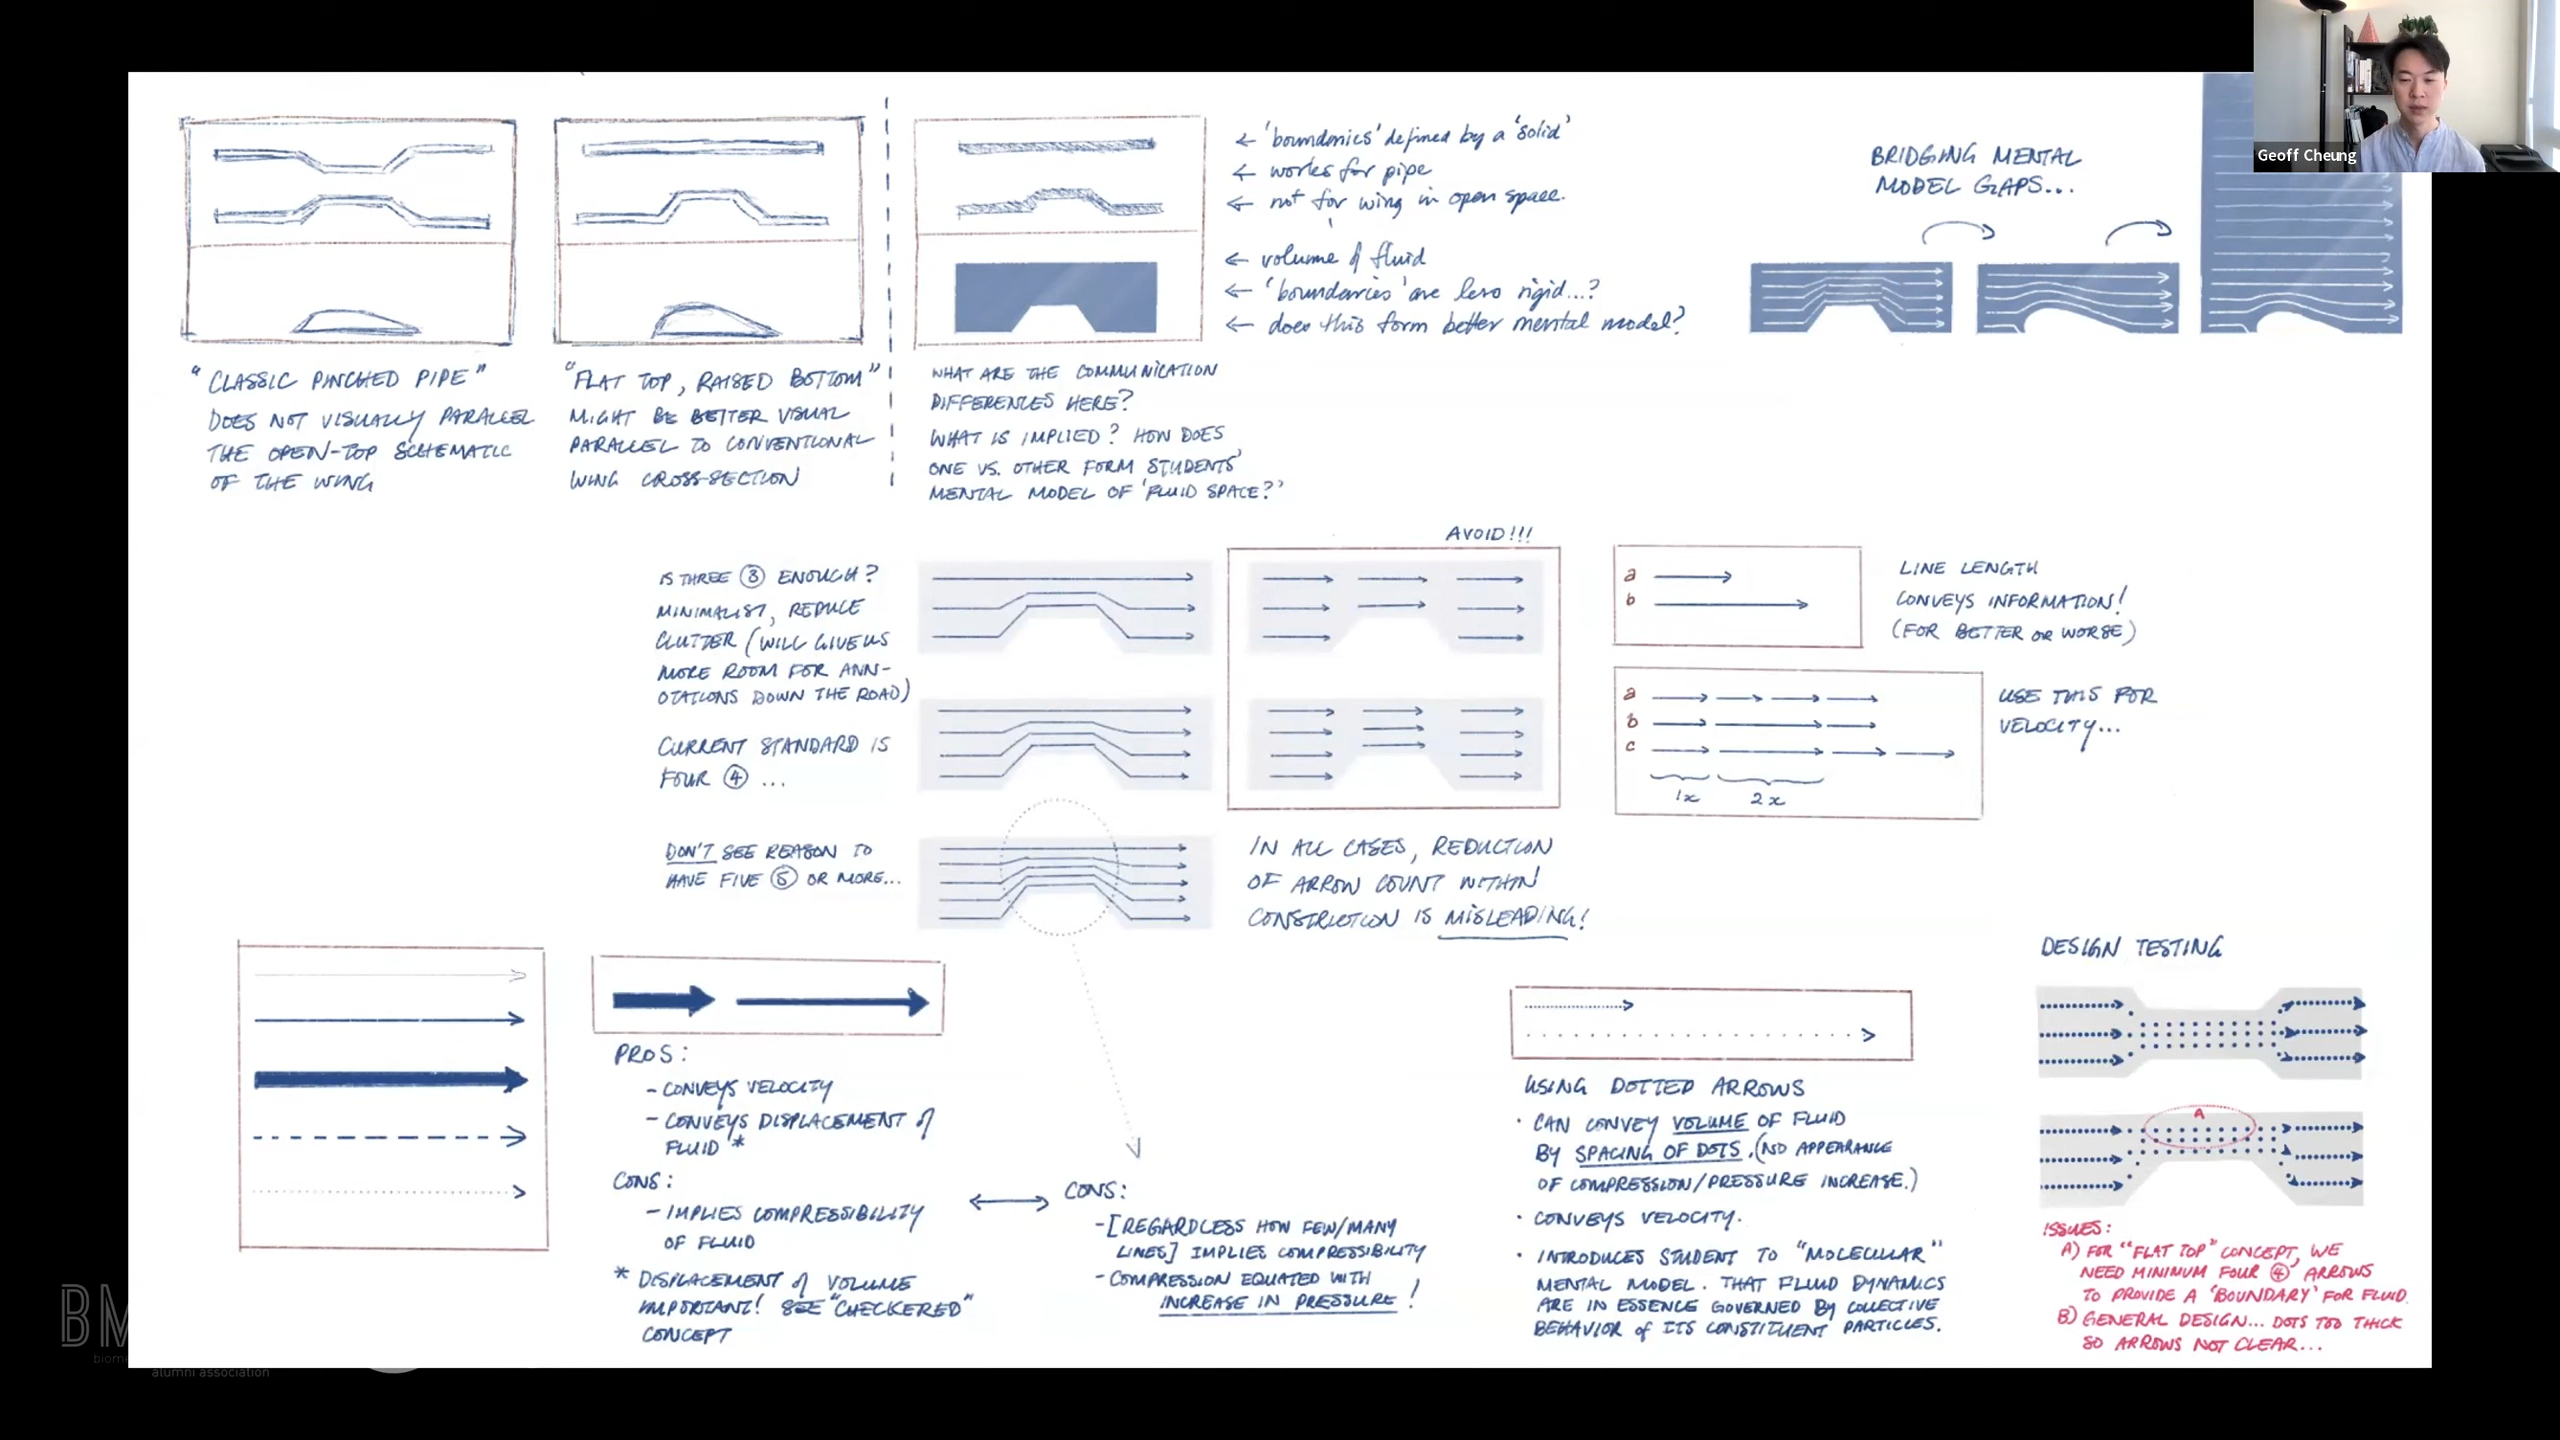 Geoff Cheung
"CLASSIC PINCHED PIPE"
DOES NOT VISUALLY PARALLEL
THE OPEN-TOP SCHEMATIC
OF THE WING
"FLAT TOP, RAISED BOTTOM"
MIGHT BE BETTER VISUAL
PARALLEL TO CONVENTIONAL
WING CROSS-SECTION
← 'boundaries' defined by a 'solid'
← works for pipe
← not for wing in open space.
← volume of fluid
← 'boundaries' are less rigid...?
← does this form better mental model?
WHAT ARE THE COMMUNICATION
DIFFERENCES HERE?
WHAT IS IMPLIED? HOW DOES
ONE VS. OTHER FORM STUDENTS'
MENTAL MODEL OF 'FLUID SPACE?'
BRIDGING MENTAL
MODEL GAPS...
IS THREE ③ ENOUGH?
MINIMALIST, REDUCE
CLUTTER (WILL GIVE US
MORE ROOM FOR ANN-
OTATIONS DOWN THE ROAD)
CURRENT STANDARD IS
FOUR ④ ...
DON'T SEE REASON TO
HAVE FIVE ⑤ OR MORE...
AVOID!!!
IN ALL CASES, REDUCTION
OF ARROW COUNT WITHIN
CONSTRICTION IS MISLEADING!
a
b
LINE LENGTH
CONVEYS INFORMATION!
(FOR BETTER OR WORSE)
a
b
c
1x 2x
USE THIS FOR
VELOCITY...
PROS:
- CONVEYS VELOCITY
- CONVEYS DISPLACEMENT of
FLUID *
CONS:
- IMPLIES COMPRESSIBILITY
OF FLUID
* DISPLACEMENT of VOLUME
IMPORTANT! SEE "CHECKERED"
CONCEPT
CONS:
- [REGARDLESS HOW FEW/MANY
LINES] IMPLIES COMPRESSIBILITY
- COMPRESSION EQUATED WITH
INCREASE IN PRESSURE!
USING DOTTED ARROWS
• CAN CONVEY VOLUME OF FLUID
BY SPACING OF DOTS. (NO APPEARANCE
OF COMPRESSION/PRESSURE INCREASE.)
• CONVEYS VELOCITY.
• INTRODUCES STUDENT TO "MOLECULAR"
MENTAL MODEL. THAT FLUID DYNAMICS
ARE IN ESSENCE GOVERNED BY COLLECTIVE
BEHAVIOR of ITS CONSTITUENT PARTICLES.
DESIGN TESTING
A
ISSUES:
A) FOR "FLAT TOP" CONCEPT, WE
NEED MINIMUM FOUR ④ ARROWS
TO PROVIDE A 'BOUNDARY' FOR FLUID.
B) GENERAL DESIGN... DOTS TOO THICK
SO ARROWS NOT CLEAR...
BM
alumni association